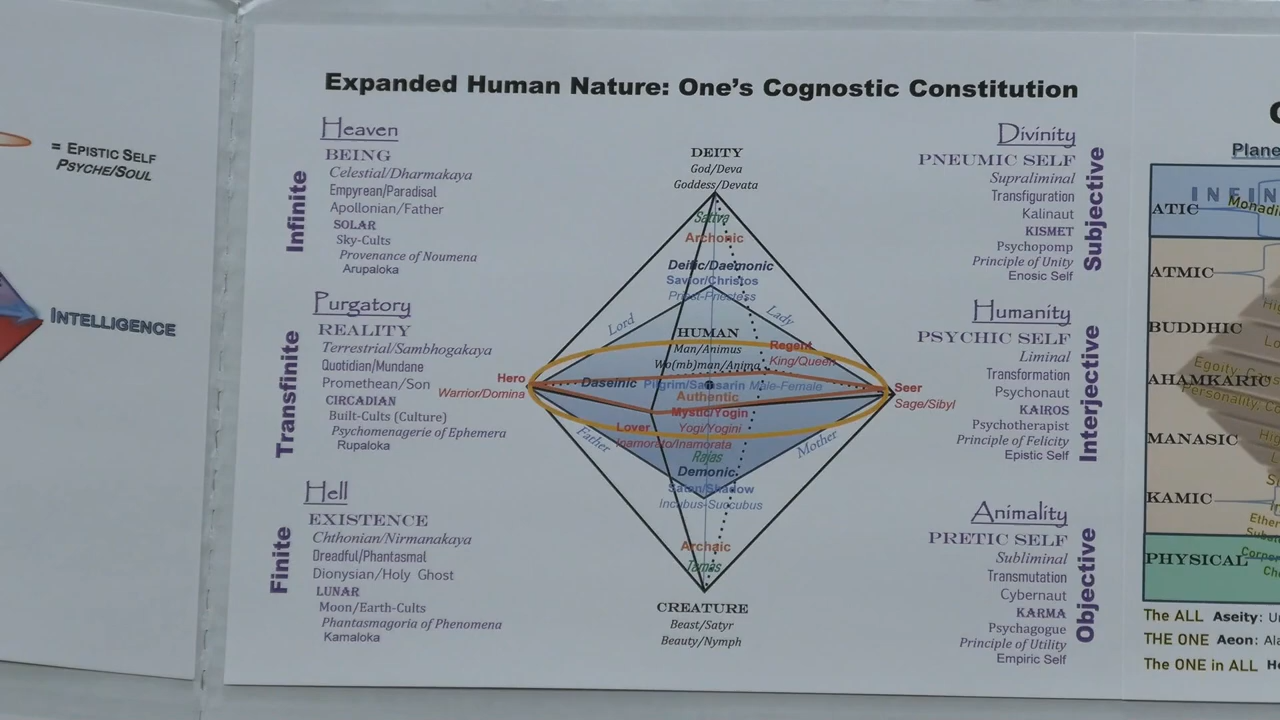 = EPISTIC SELF
PSYCHE/SOUL
INTELLIGENCE
Expanded Human Nature: One's Cognostic Constitution
Infinite
Heaven
BEING
Celestial/Dharmakaya
Empyrean/Paradisal
Apollonian/Father
SOLAR
Sky-Cults
Provenance of Noumena
Arupaloka
Transfinite
Purgatory
REALITY
Terrestrial/Sambhogakaya
Quotidian/Mundane
Promethean/Son
CIRCADIAN
Built-Cults (Culture)
Psychomenagerie of Ephemera
Rupaloka
Finite
Hell
EXISTENCE
Chthonian/Nirmanakaya
Dreadful/Phantasmal
Dionysian/Holy Ghost
LUNAR
Moon/Earth-Cults
Phantasmagoria of Phenomena
Kamaloka
DEITY
God/Deva
Goddess/Devata
Sattva
Archonic
Deific/Daemonic
Savior/Christos
Priest-Priestess
Lord
Lady
HUMAN
Man/Animus
Wo(mb)man/Anima
Regent
King/Queen
Hero
Warrior/Domina
Daseinic
Pilgrim/Samsarin
Male-Female
Seer
Sage/Sibyl
Authentic
Mystic/Yogin
Yogi/Yogini
Lover
Inamorato/Inamorata
Father
Mother
Rajas
Demonic
Satan/Shadow
Incubus-Succubus
Archaic
Tamas
CREATURE
Beast/Satyr
Beauty/Nymph
Subjective
Divinity
PNEUMIC SELF
Supraliminal
Transfiguration
Kalinaut
KISMET
Psychopomp
Principle of Unity
Enosic Self
Interjective
Humanity
PSYCHIC SELF
Liminal
Transformation
Psychonaut
KAIROS
Psychotherapist
Principle of Felicity
Epistic Self
Objective
Animality
PRETIC SELF
Subliminal
Transmutation
Cybernaut
KARMA
Psychagogue
Principle of Utility
Empiric Self
Plane
INFIN
ATIC
Monadi
ATMIC
BUDDHIC
Egoity
AHAMKARIC
Personality
MANASIC
KAMIC
PHYSICAL
The ALL Aseity:
THE ONE Aeon:
The ONE in ALL